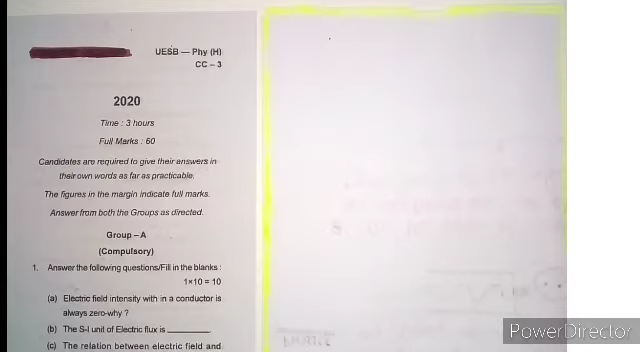 UESB — Phy (H)
CC – 3
2020
Time : 3 hours
Full Marks : 60
Candidates are required to give their answers in
their own words as far as practicable.
The figures in the margin indicate full marks.
Answer from both the Groups as directed.
Group – A
(Compulsory)
1. Answer the following questions/Fill in the blanks :
1×10 = 10
(a) Electric field intensity with in a conductor is
always zero-why ?
(b) The S-I unit of Electric flux is ________
(c) The relation between electric field and
PowerDirector